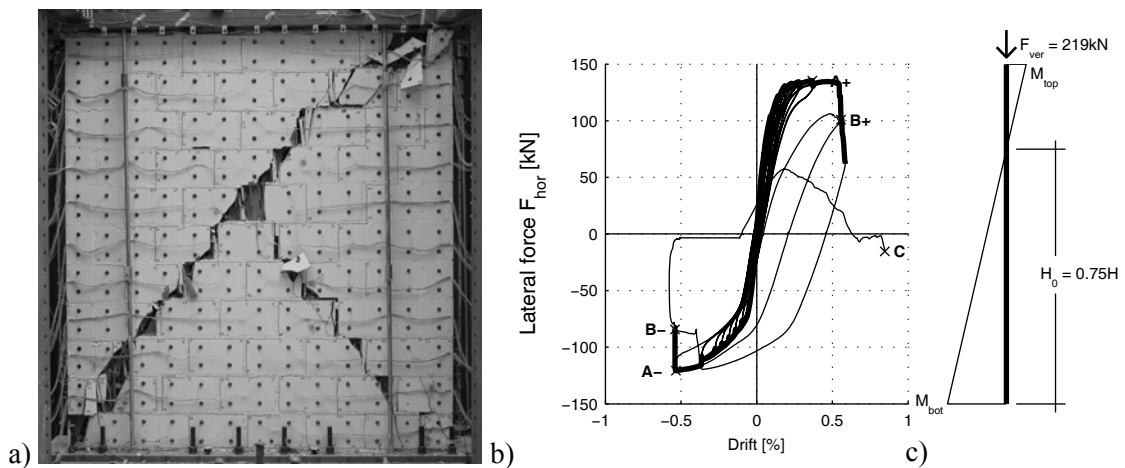 a)
b)
Lateral force F_hor [kN]
150
100
50
0
−50
−100
−150
−1
−0.5
0
0.5
1
Drift [%]
+
B+
C
B−
A−
c)
F_ver = 219kN
M_top
H_0 = 0.75H
M_bot